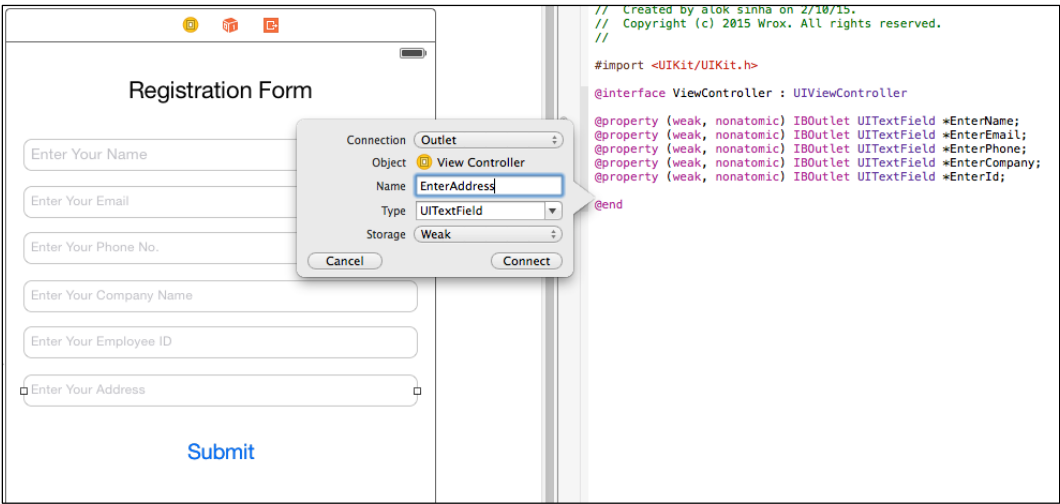 Registration Form
Enter Your Name
Enter Your Email
Enter Your Phone No.
Enter Your Company Name
Enter Your Employee ID
Enter Your Address
Submit
Connection Outlet
Object View Controller
Name EnterAddress
Type UITextField
Storage Weak
Cancel Connect
// Created by alok sinha on 2/10/15.
// Copyright (c) 2015 Wrox. All rights reserved.
//
#import <UIKit/UIKit.h>
@interface ViewController : UIViewController
@property (weak, nonatomic) IBOutlet UITextField *EnterName;
@property (weak, nonatomic) IBOutlet UITextField *EnterEmail;
@property (weak, nonatomic) IBOutlet UITextField *EnterPhone;
@property (weak, nonatomic) IBOutlet UITextField *EnterCompany;
@property (weak, nonatomic) IBOutlet UITextField *EnterId;
@end